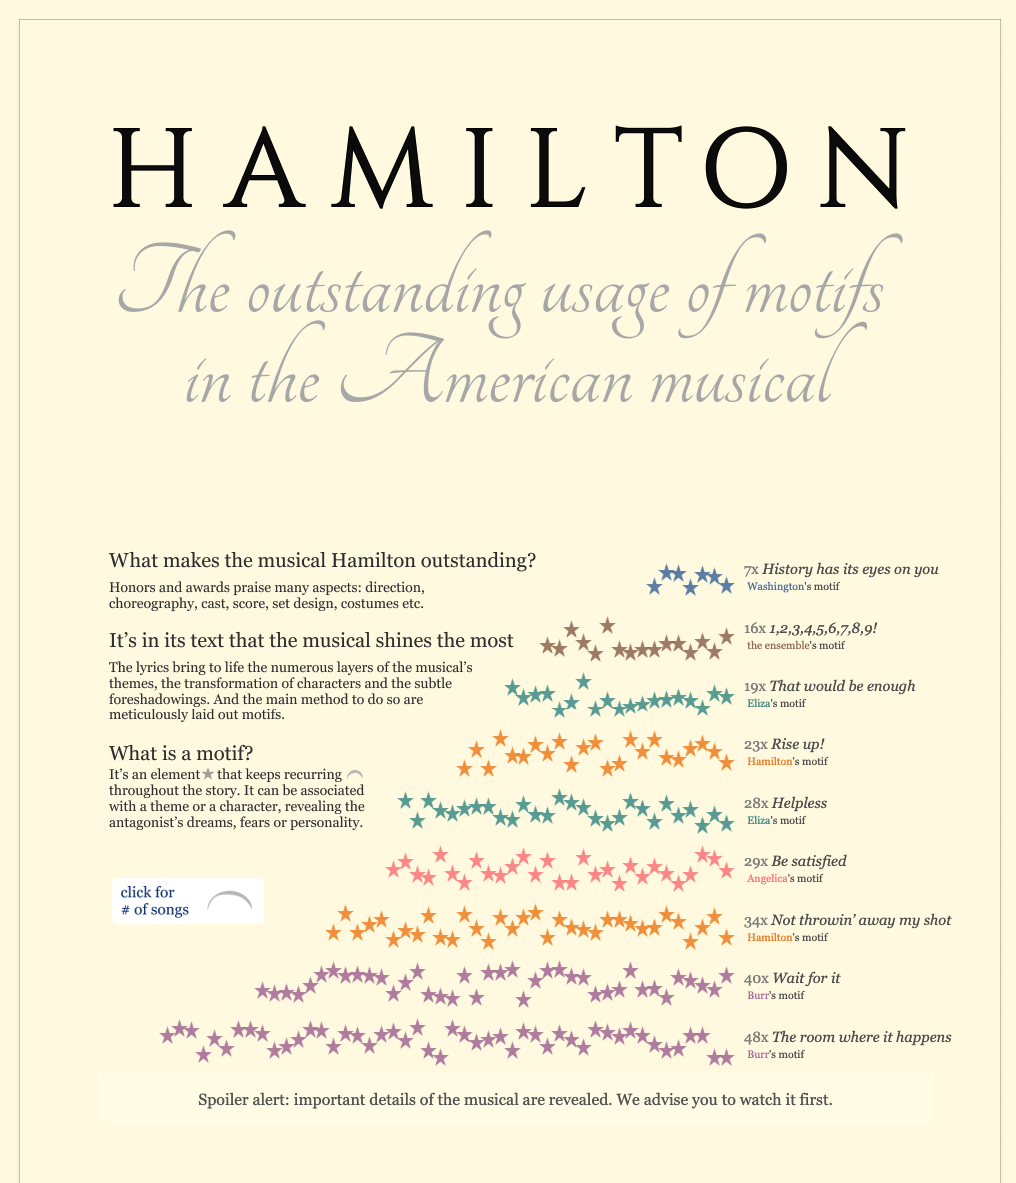 HAMILTON
The outstanding usage of motifs
in the American musical
What makes the musical Hamilton outstanding?
Honors and awards praise many aspects: direction,
choreography, cast, score, set design, costumes etc.
It’s in its text that the musical shines the most
The lyrics bring to life the numerous layers of the musical’s
themes, the transformation of characters and the subtle
foreshadowings. And the main method to do so are
meticulously laid out motifs.
What is a motif?
It’s an element that keeps recurring
throughout the story. It can be associated
with a theme or a character, revealing the
antagonist’s dreams, fears or personality.
click for
# of songs
7x History has its eyes on you
Washington's motif
16x 1,2,3,4,5,6,7,8,9!
the ensemble's motif
19x That would be enough
Eliza's motif
23x Rise up!
Hamilton's motif
28x Helpless
Eliza's motif
29x Be satisfied
Angelica's motif
34x Not throwin’ away my shot
Hamilton's motif
40x Wait for it
Burr's motif
48x The room where it happens
Burr's motif
Spoiler alert: important details of the musical are revealed. We advise you to watch it first.